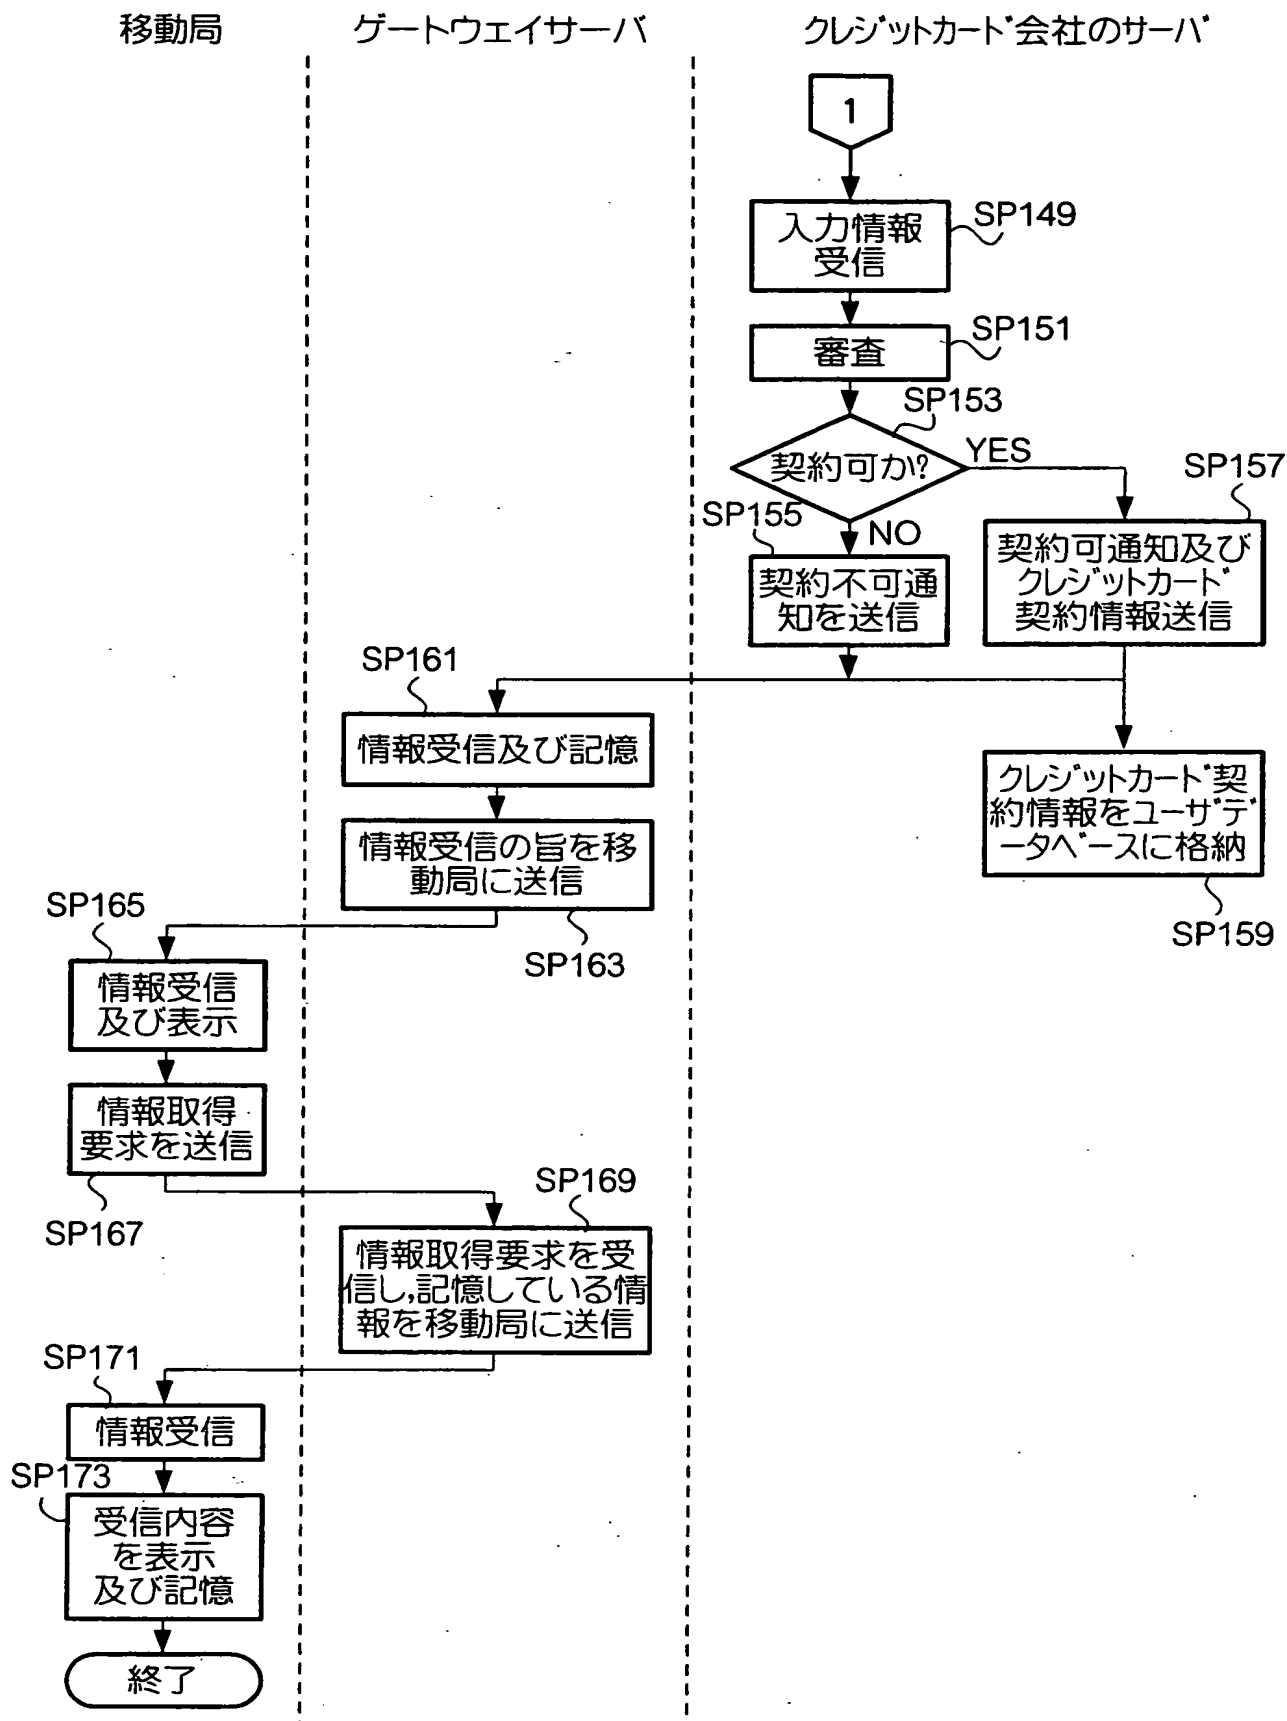 移動局
ゲートウェイサーバ
クレジットカード会社のサーバ
1
SP149
入力情報
受信
SP151
審査
SP153
契約可か?
YES
SP157
SP155
NO
契約不可通
知を送信
契約可通知及び
クレジットカード
契約情報送信
SP161
情報受信及び記憶
クレジットカード契
約情報をユーザデ
ータベースに格納
SP159
情報受信の旨を移
動局に送信
SP163
SP165
情報受信
及び表示
情報取得
要求を送信
SP167
SP169
情報取得要求を受
信し,記憶している情
報を移動局に送信
SP171
情報受信
SP173
受信内容
を表示
及び記憶
終了